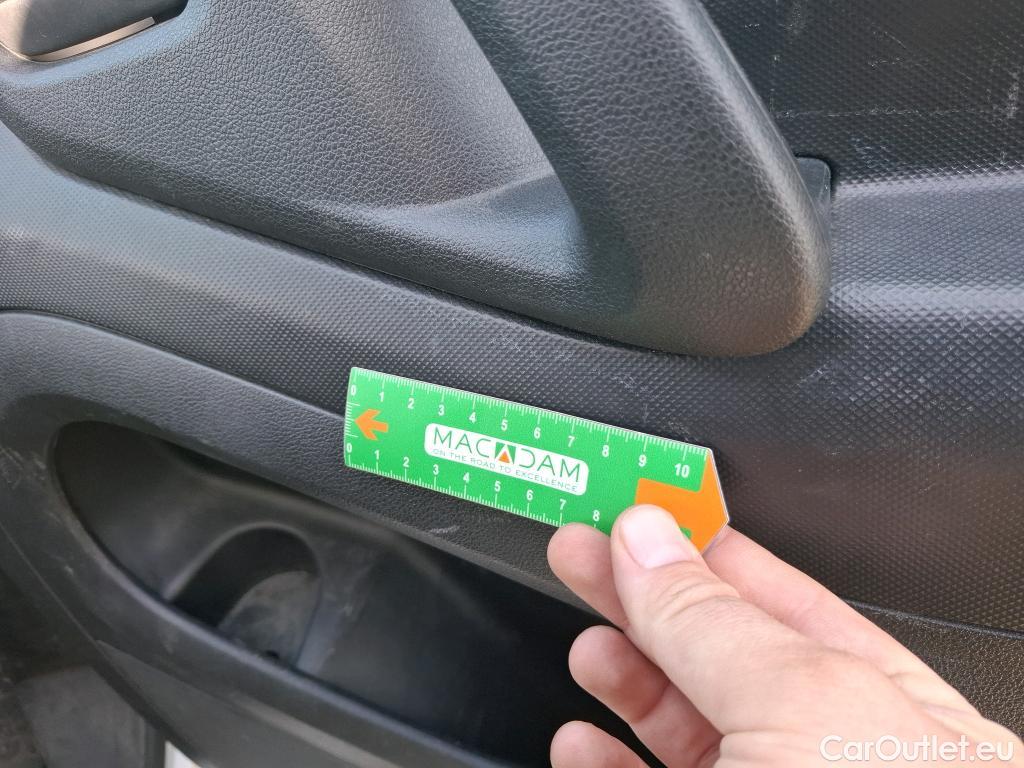 0 1 2 3 4 5 6 7 8 9 10
MACADAM
ON THE ROAD TO EXCELLENCE
0 1 2 3 4 5 6 7 8
CarOutlet.eu